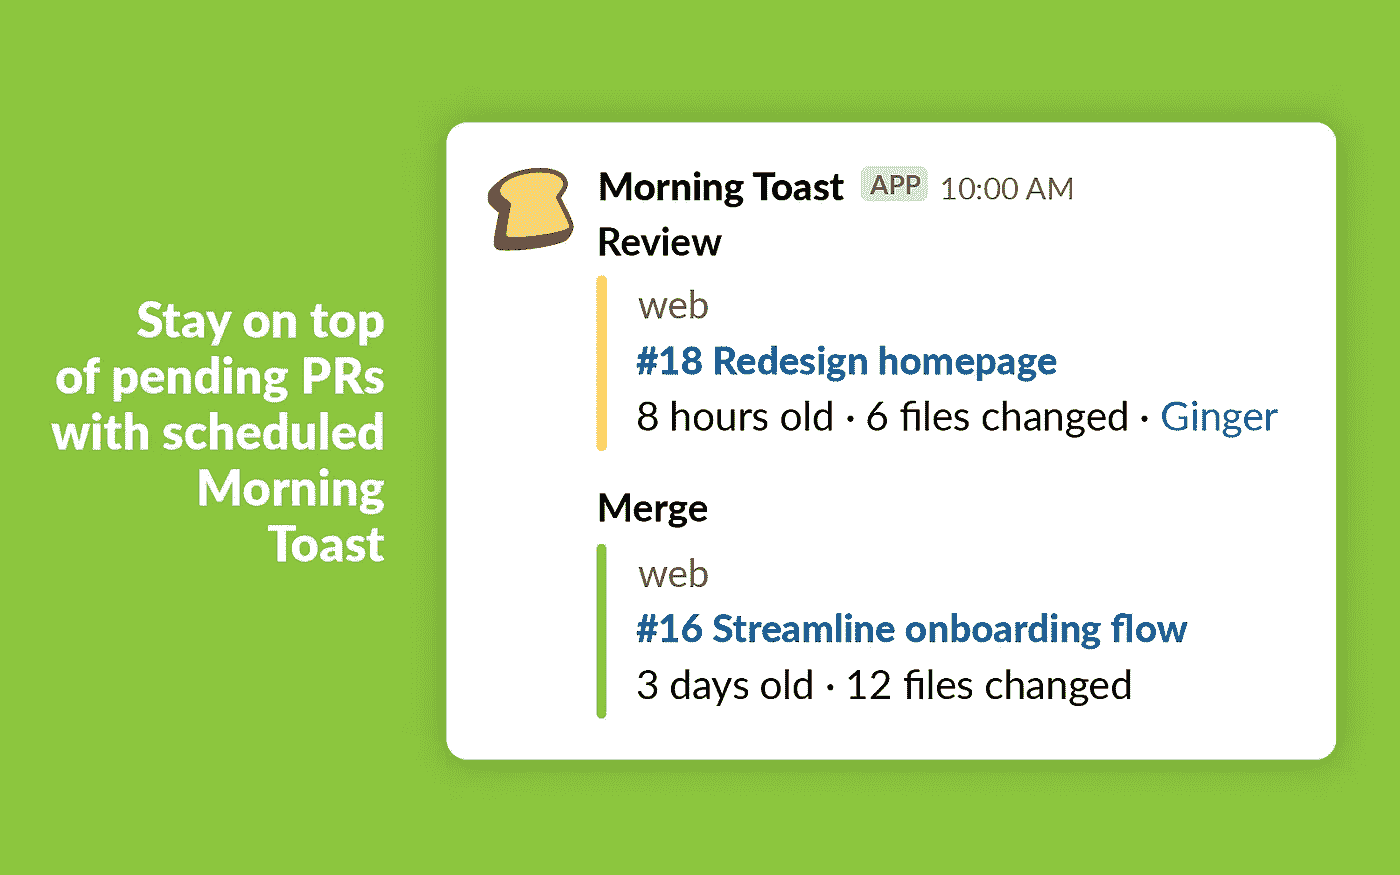 Stay on top
of pending PRs
with scheduled
Morning
Toast
Morning Toast APP 10:00 AM
Review
web
#18 Redesign homepage
8 hours old · 6 files changed · Ginger
Merge
web
#16 Streamline onboarding flow
3 days old · 12 files changed